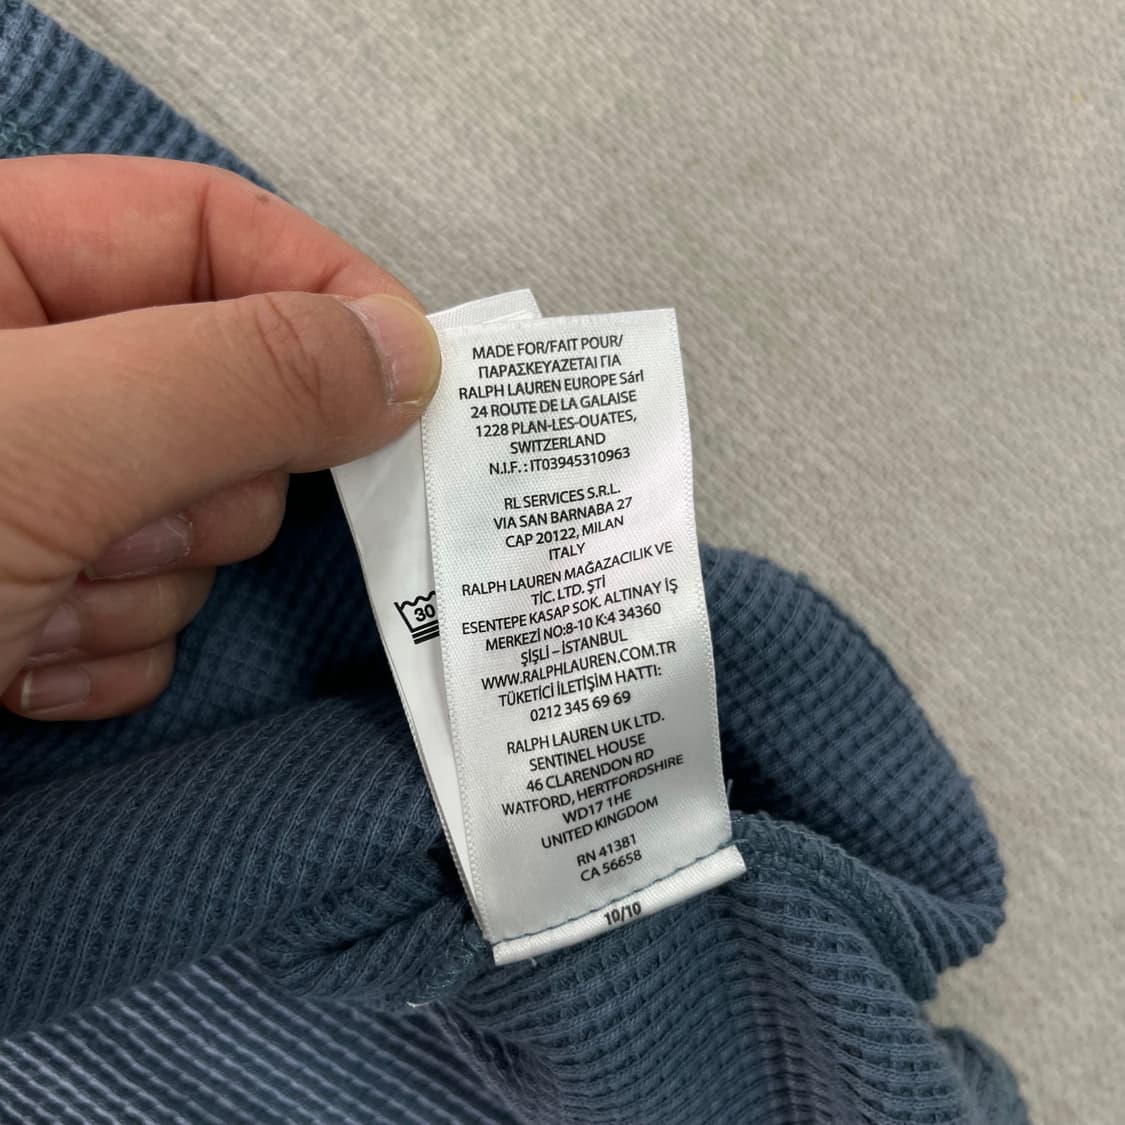 MADE FOR/FAIT POUR/
ΠΑΡΑΣΚΕΥΑΖΕΤΑΙ ΓΙΑ
RALPH LAUREN EUROPE Sárl
24 ROUTE DE LA GALAISE
1228 PLAN-LES-OUATES,
SWITZERLAND
N.I.F. : IT03945310963
RL SERVICES S.R.L.
VIA SAN BARNABA 27
CAP 20122, MILAN
ITALY
RALPH LAUREN MAĞAZACILIK VE
TİC. LTD. ŞTİ
ESENTEPE KASAP SOK. ALTINAY İŞ
MERKEZİ NO:8-10 K:4 34360
ŞİŞLİ – İSTANBUL
WWW.RALPHLAUREN.COM.TR
TÜKETİCİ İLETİŞİM HATTI:
0212 345 69 69
RALPH LAUREN UK LTD.
SENTINEL HOUSE
46 CLARENDON RD
WATFORD, HERTFORDSHIRE
WD17 1HE
UNITED KINGDOM
RN 41381
CA 56658
10/10
30